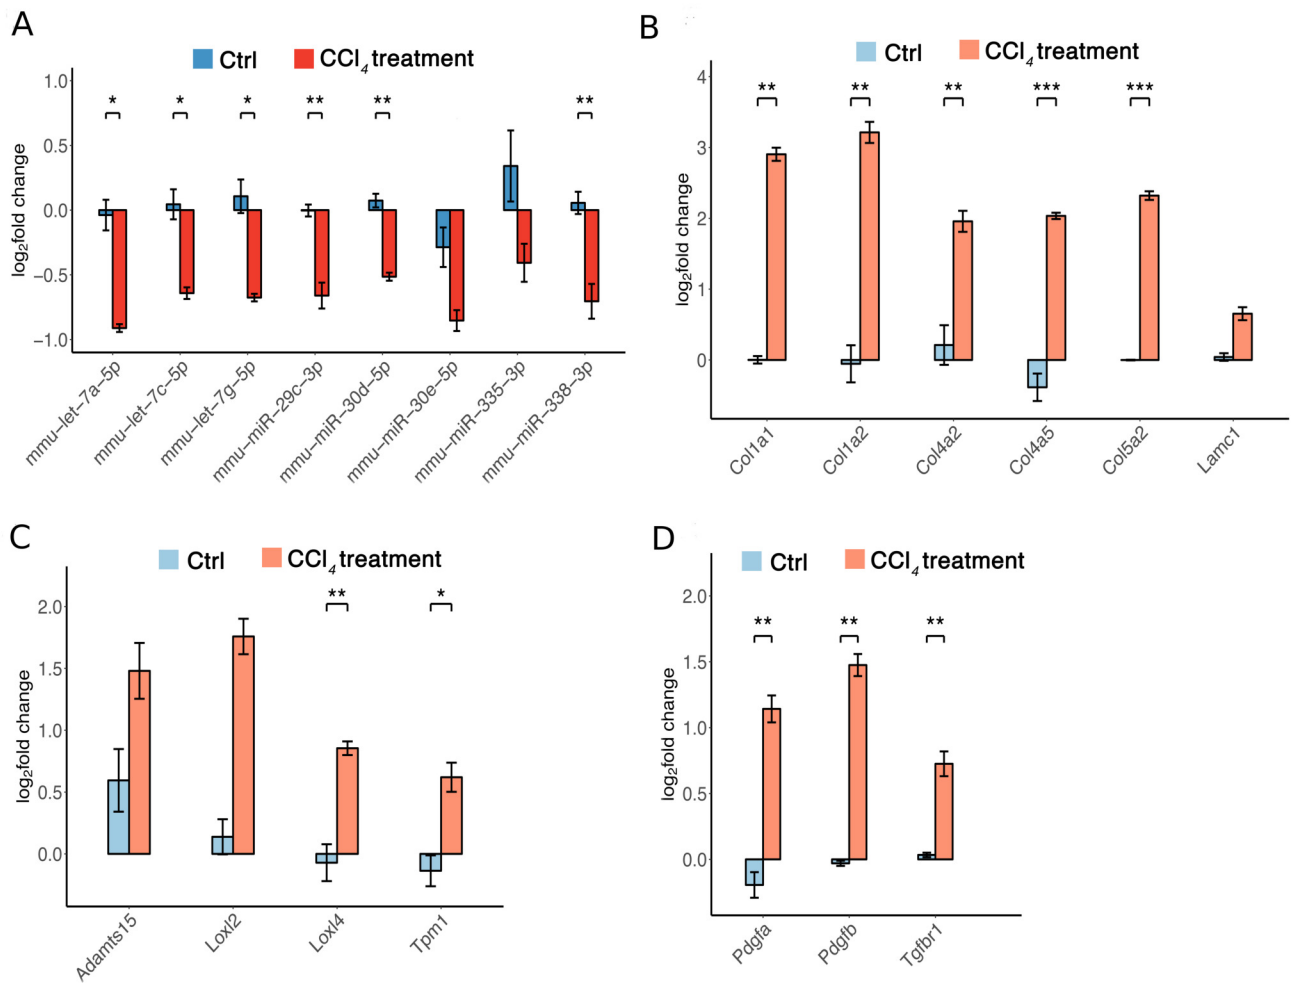 A
Ctrl
CCl4 treatment
log2fold change
1.0
0.5
0.0
−0.5
−1.0
*
*
*
**
**
**
mmu−let−7a−5p
mmu−let−7c−5p
mmu−let−7g−5p
mmu−miR−29c−3p
mmu−miR−30d−5p
mmu−miR−30e−5p
mmu−miR−335−3p
mmu−miR−338−3p
B
Ctrl
CCl4 treatment
log2fold change
4
3
2
1
0
**
**
**
***
***
Col1a1
Col1a2
Col4a2
Col4a5
Col5a2
Lamc1
C
Ctrl
CCl4 treatment
log2fold change
2.0
1.5
1.0
0.5
0.0
**
*
Adamts15
Loxl2
Loxl4
Tpm1
D
Ctrl
CCl4 treatment
log2fold change
2.0
1.5
1.0
0.5
0.0
**
**
**
Pdgfa
Pdgfb
Tgfbr1